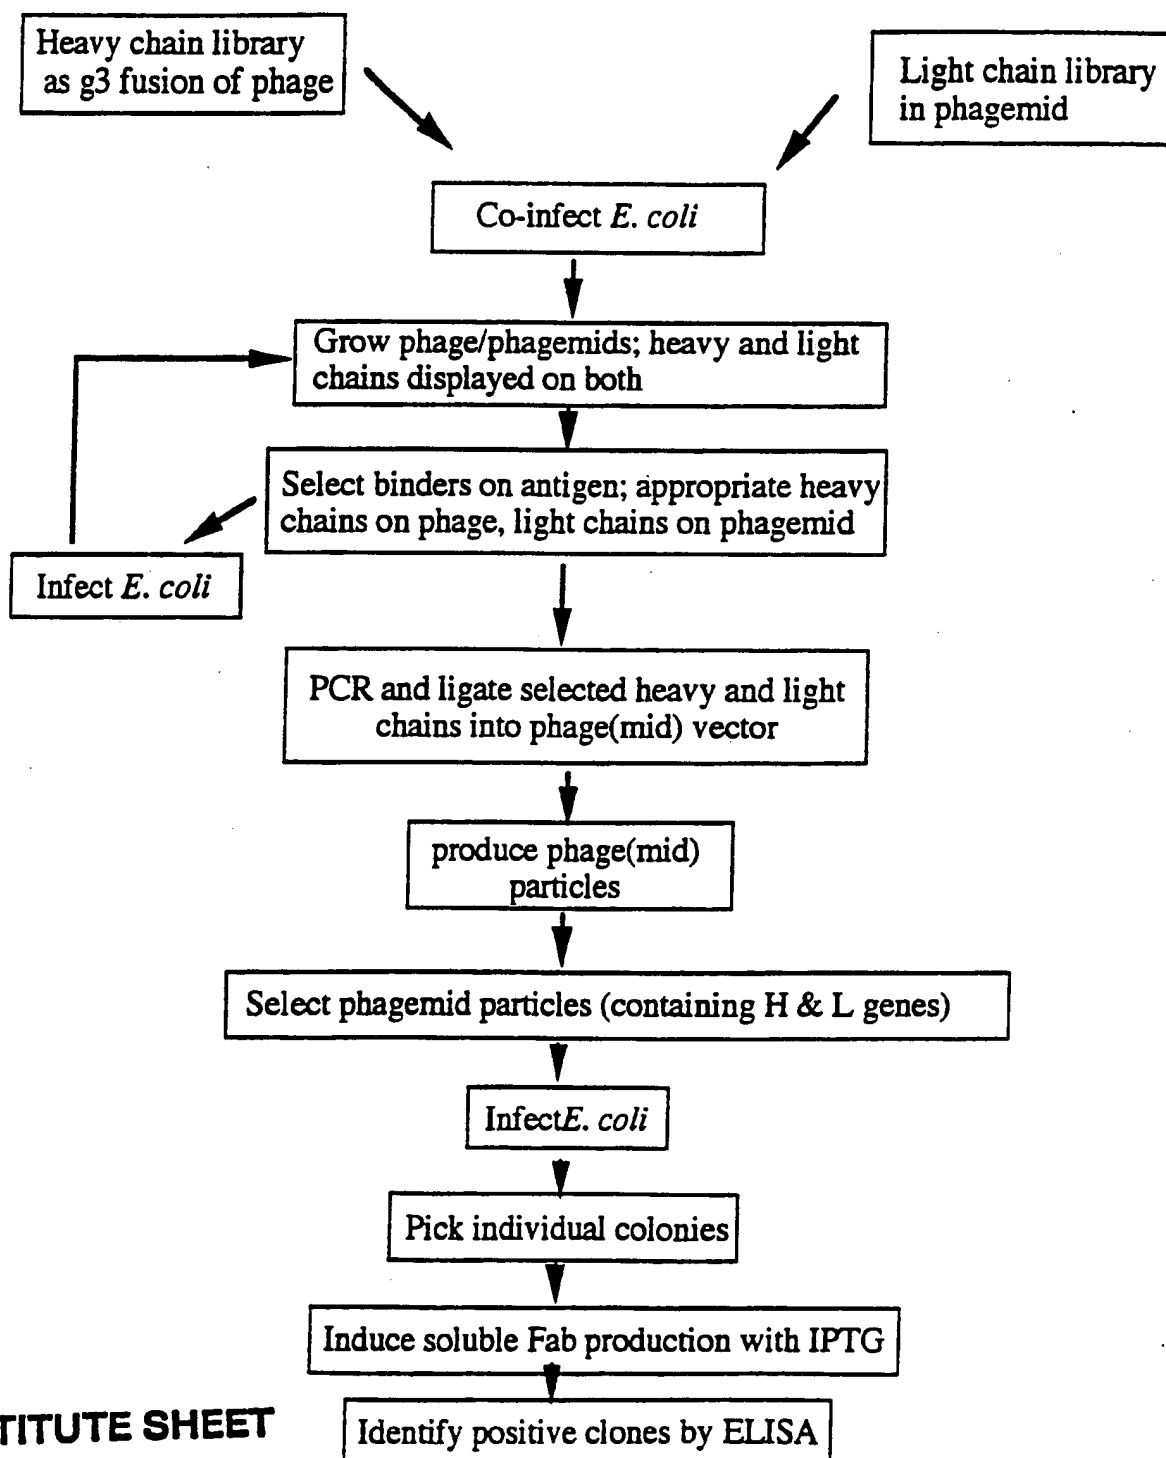 Heavy chain library
as g3 fusion of phage
Light chain library
in phagemid
Co-infect E. coli
Grow phage/phagemids; heavy and light
chains displayed on both
Select binders on antigen; appropriate heavy
chains on phage, light chains on phagemid
Infect E. coli
PCR and ligate selected heavy and light
chains into phage(mid) vector
produce phage(mid)
particles
Select phagemid particles (containing H & L genes)
InfectE. coli
Pick individual colonies
Induce soluble Fab production with IPTG
TITUTE SHEET
Identify positive clones by ELISA